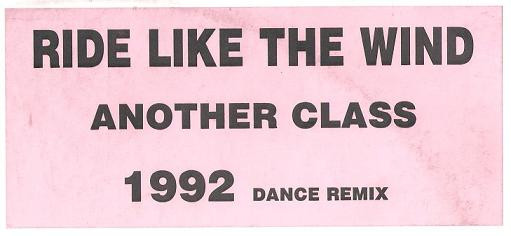 RIDE LIKE THE WIND
ANOTHER CLASS
1992 DANCE REMIX